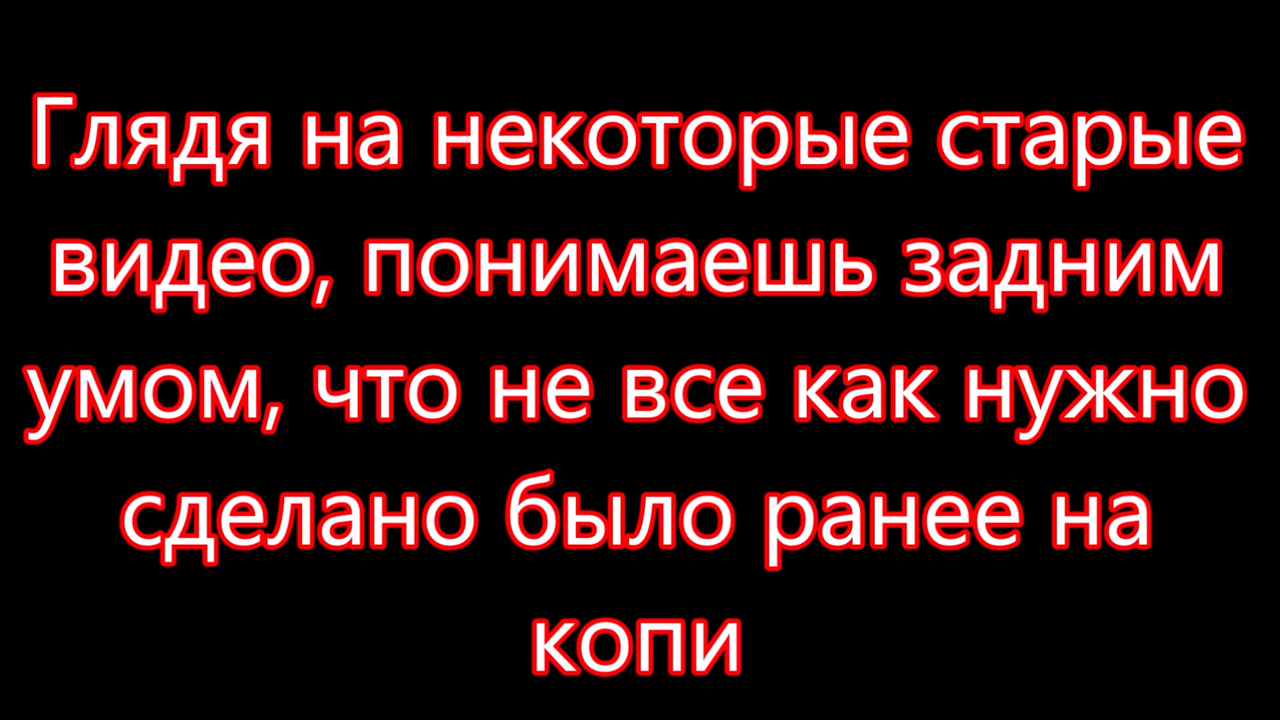 Глядя на некоторые старые
видео, понимаешь задним
умом, что не все как нужно
сделано было ранее на
копи